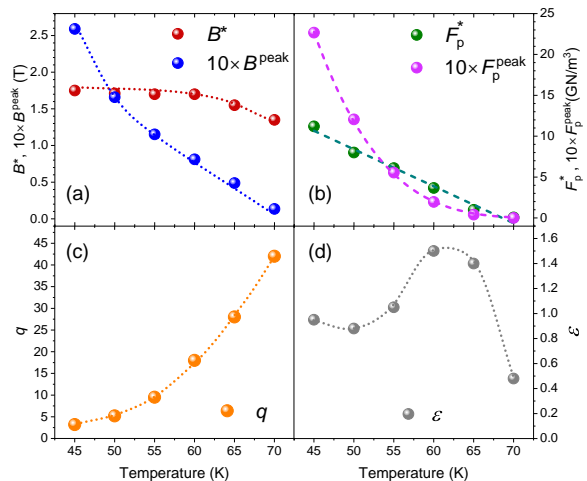 B*
10×B^peak
(a)
B*, 10×B^peak (T)
2.5
2.0
1.5
1.0
0.5
0.0
F_p^*
10×F_p^peak
(b)
25
20
15
10
5
0
F_p^*, 10×F_p^peak(GN/m³)
(c)
q
45
40
35
30
25
20
15
10
5
0
q
45 50 55 60 65 70
Temperature (K)
(d)
ε
1.6
1.4
1.2
1.0
0.8
0.6
0.4
0.2
0.0
ε
45 50 55 60 65 70
Temperature (K)